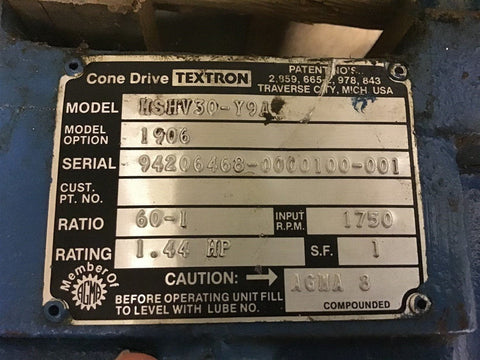 Cone Drive TEXTRON
PATENT NO'S.
2,859, 665-2, 978, 843
TRAVERSE CITY, MICH USA
MODEL HSHV30-Y9A
MODEL OPTION 1906
SERIAL 94206468-0000100-001
CUST. PT. NO.
RATIO 60-1 INPUT R.P.M. 1750
RATING 1.44 HP S.F. 1
Member Of AGMA
CAUTION: AGMA 8
BEFORE OPERATING UNIT FILL
TO LEVEL WITH LUBE NO. COMPOUNDED